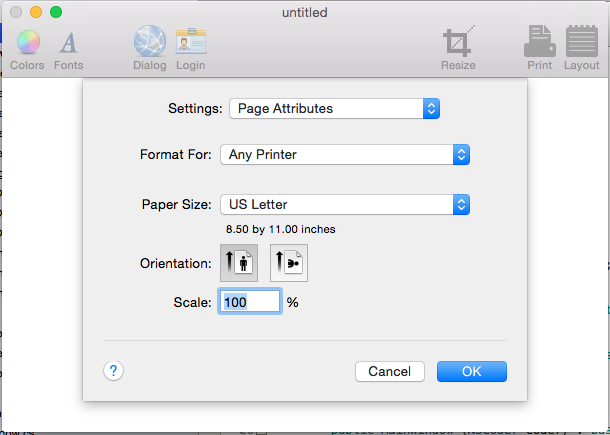 untitled
Colors Fonts Dialog Login Resize Print Layout
Settings: Page Attributes
Format For: Any Printer
Paper Size: US Letter
8.50 by 11.00 inches
Orientation:
Scale: 100 %
? Cancel OK